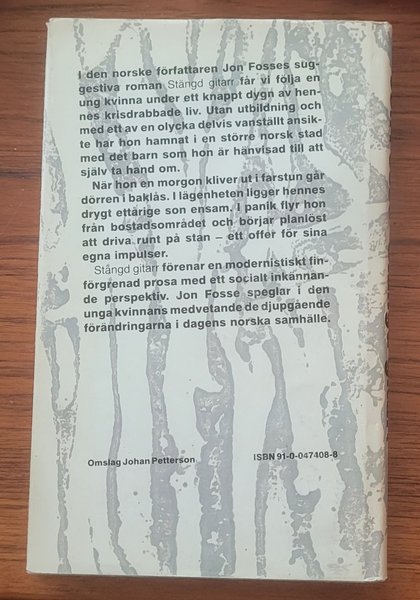 I den norske författaren Jon Fosses sug-
gestiva roman Stängd gitarr får vi följa en
ung kvinna under ett knappt dygn av hen-
nes krisdrabbade liv. Utan utbildning och
med ett av en olycka delvis vanställt ansik-
te har hon hamnat i en större norsk stad
med det barn som hon är hänvisad till att
själv ta hand om.
När hon en morgon kliver ut i farstun går
dörren i baklås. I lägenheten ligger hennes
drygt ettårige son ensam. I panik flyr hon
från bostadsområdet och börjar planlöst
att driva runt på stan – ett offer för sina
egna impulser.
Stängd gitarr förenar en modernistiskt fin-
förgrenad prosa med ett socialt inkännan-
de perspektiv. Jon Fosse speglar i den
unga kvinnans medvetande de djupgående
förändringarna i dagens norska samhälle.
Omslag Johan Petterson
ISBN 91-0-047408-8